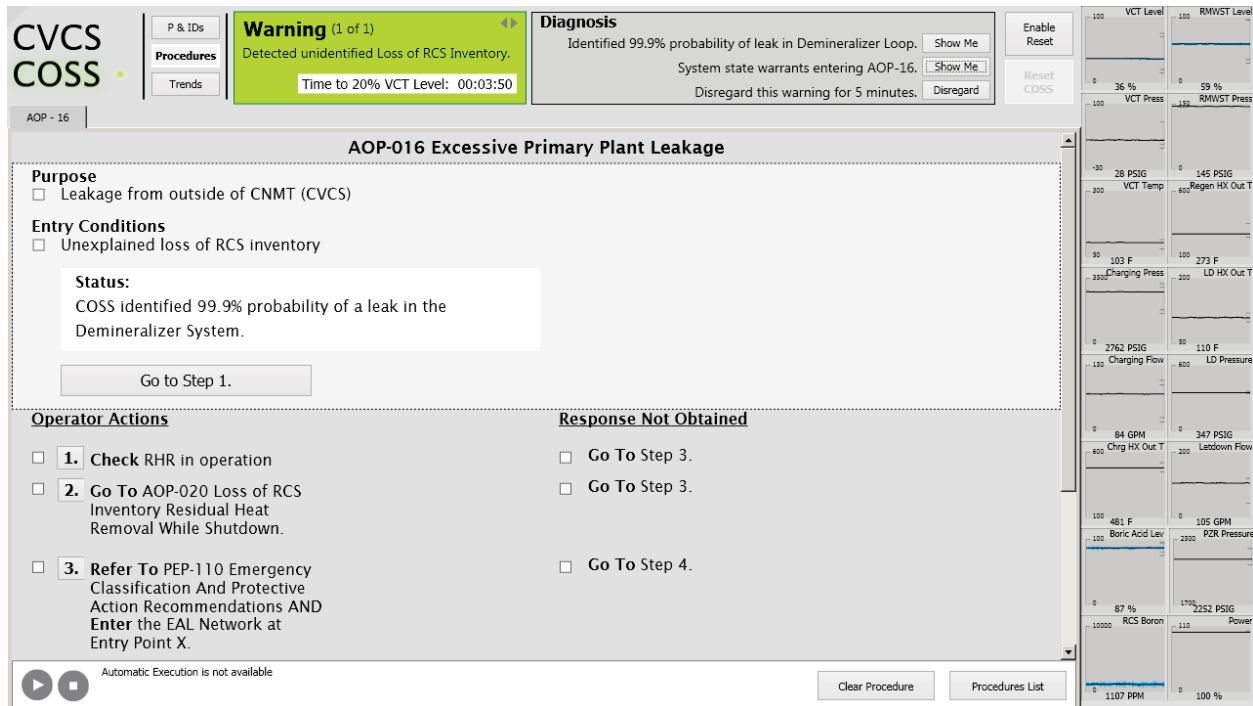 CVCS
COSS
P & IDs
Procedures
Trends
Warning (1 of 1)
Detected unidentified Loss of RCS Inventory.
Time to 20% VCT Level: 00:03:50
Diagnosis
Identified 99.9% probability of leak in Demineralizer Loop. Show Me
System state warrants entering AOP-16. Show Me
Disregard this warning for 5 minutes. Disregard
Enable
Reset
Reset
COSS
AOP - 16
AOP-016 Excessive Primary Plant Leakage
Purpose
Leakage from outside of CNMT (CVCS)
Entry Conditions
Unexplained loss of RCS inventory
Status:
COSS identified 99.9% probability of a leak in the
Demineralizer System.
Go to Step 1.
Operator Actions
Response Not Obtained
1. Check RHR in operation
Go To Step 3.
2. Go To AOP-020 Loss of RCS
Inventory Residual Heat
Removal While Shutdown.
Go To Step 3.
3. Refer To PEP-110 Emergency
Classification And Protective
Action Recommendations AND
Enter the EAL Network at
Entry Point X.
Go To Step 4.
Automatic Execution is not available
Clear Procedure
Procedures List
100 VCT Level
0 36 %
100 RMWST Level
59 %
100 VCT Press
-30 28 PSIG
150 RMWST Press
0 145 PSIG
300 VCT Temp
50 103 F
600 Regen HX Out T
100 273 F
3500 Charging Press
0 2762 PSIG
200 LD HX Out T
50 110 F
150 Charging Flow
0 84 GPM
600 LD Pressure
0 347 PSIG
600 Chrg HX Out T
100 481 F
200 Letdown Flow
0 105 GPM
100 Boric Acid Lev
0 87 %
2500 PZR Pressure
1700 2252 PSIG
10000 RCS Boron
0 1107 PPM
110 Power
0 100 %